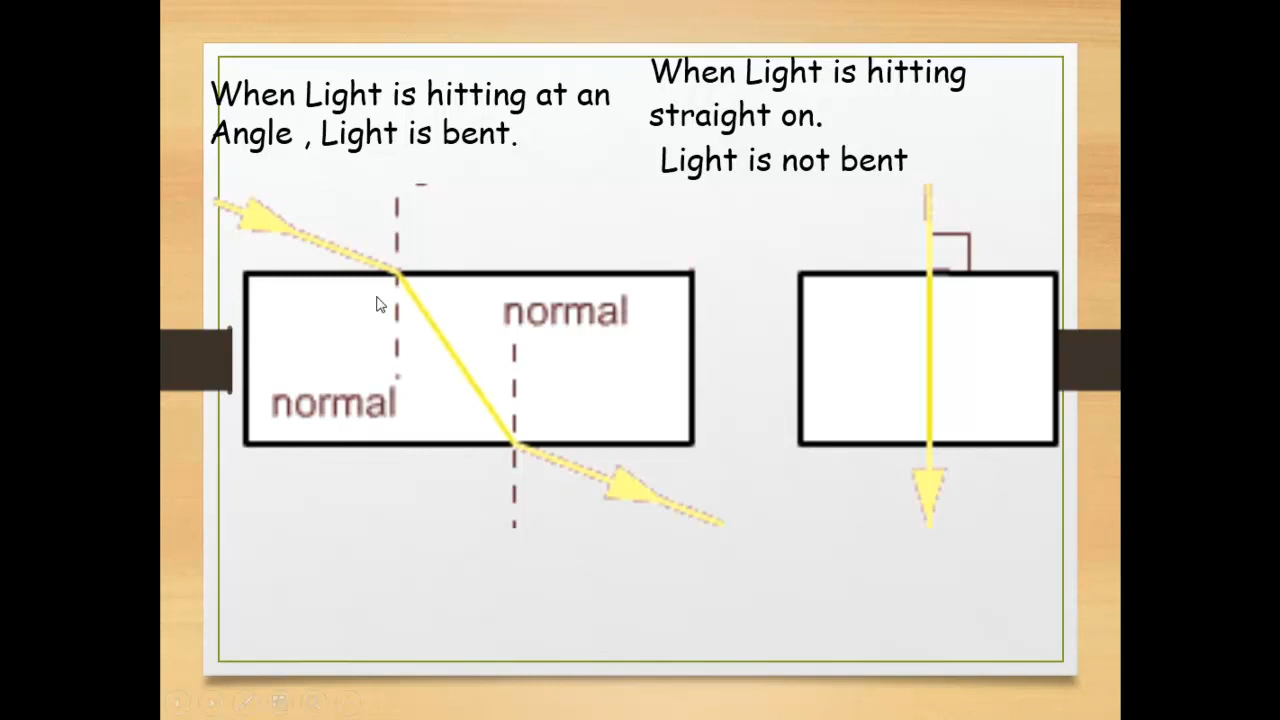 When Light is hitting at an
Angle , Light is bent.
When Light is hitting
straight on.
Light is not bent
normal
normal